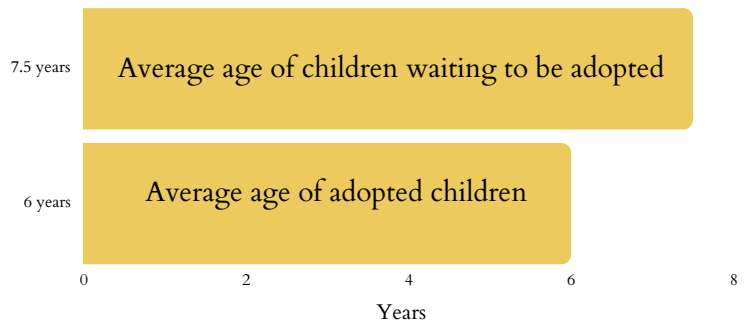 7.5 years
Average age of children waiting to be adopted
6 years
Average age of adopted children
0 2 4 6 8
Years